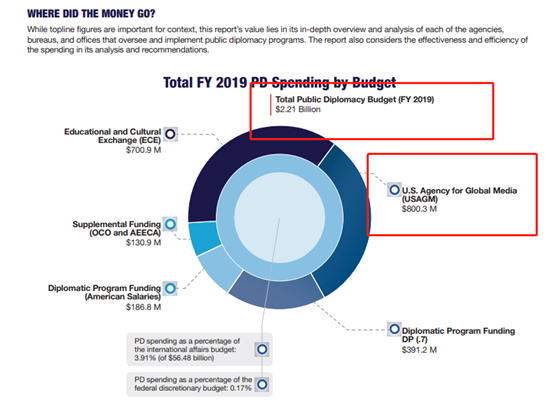 WHERE DID THE MONEY GO?
While topline figures are important for context, this report's value lies in its in-depth overview and analysis of each of the agencies,
bureaus, and offices that oversee and implement public diplomacy programs. The report also considers the effectiveness and efficiency of
the spending in its analysis and recommendations.
Total FY 2019 PD Spending by Budget
Total Public Diplomacy Budget (FY 2019)
$2.21 Billion
Educational and Cultural
Exchange (ECE)
$700.9 M
U.S. Agency for Global Media
(USAGM)
$800.3 M
Supplemental Funding
(OCO and AEECA)
$130.9 M
Diplomatic Program Funding
(American Salaries)
$186.8 M
Diplomatic Program Funding
DP (.7)
$391.2 M
PD spending as a percentage of
the international affairs budget:
3.91% (of $56.48 billion)
PD spending as a percentage of the
federal discretionary budget: 0.17%